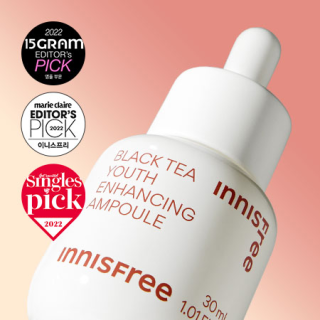 2022
15GRAM
EDITOR's
PICK
marie claire
EDITOR'S
PICK
2022
이니스프리
singles
pick
2022
BLACK TEA
YOUTH
ENHANCING
AMPOULE
INNISFREE
INNISFREE
30 ml